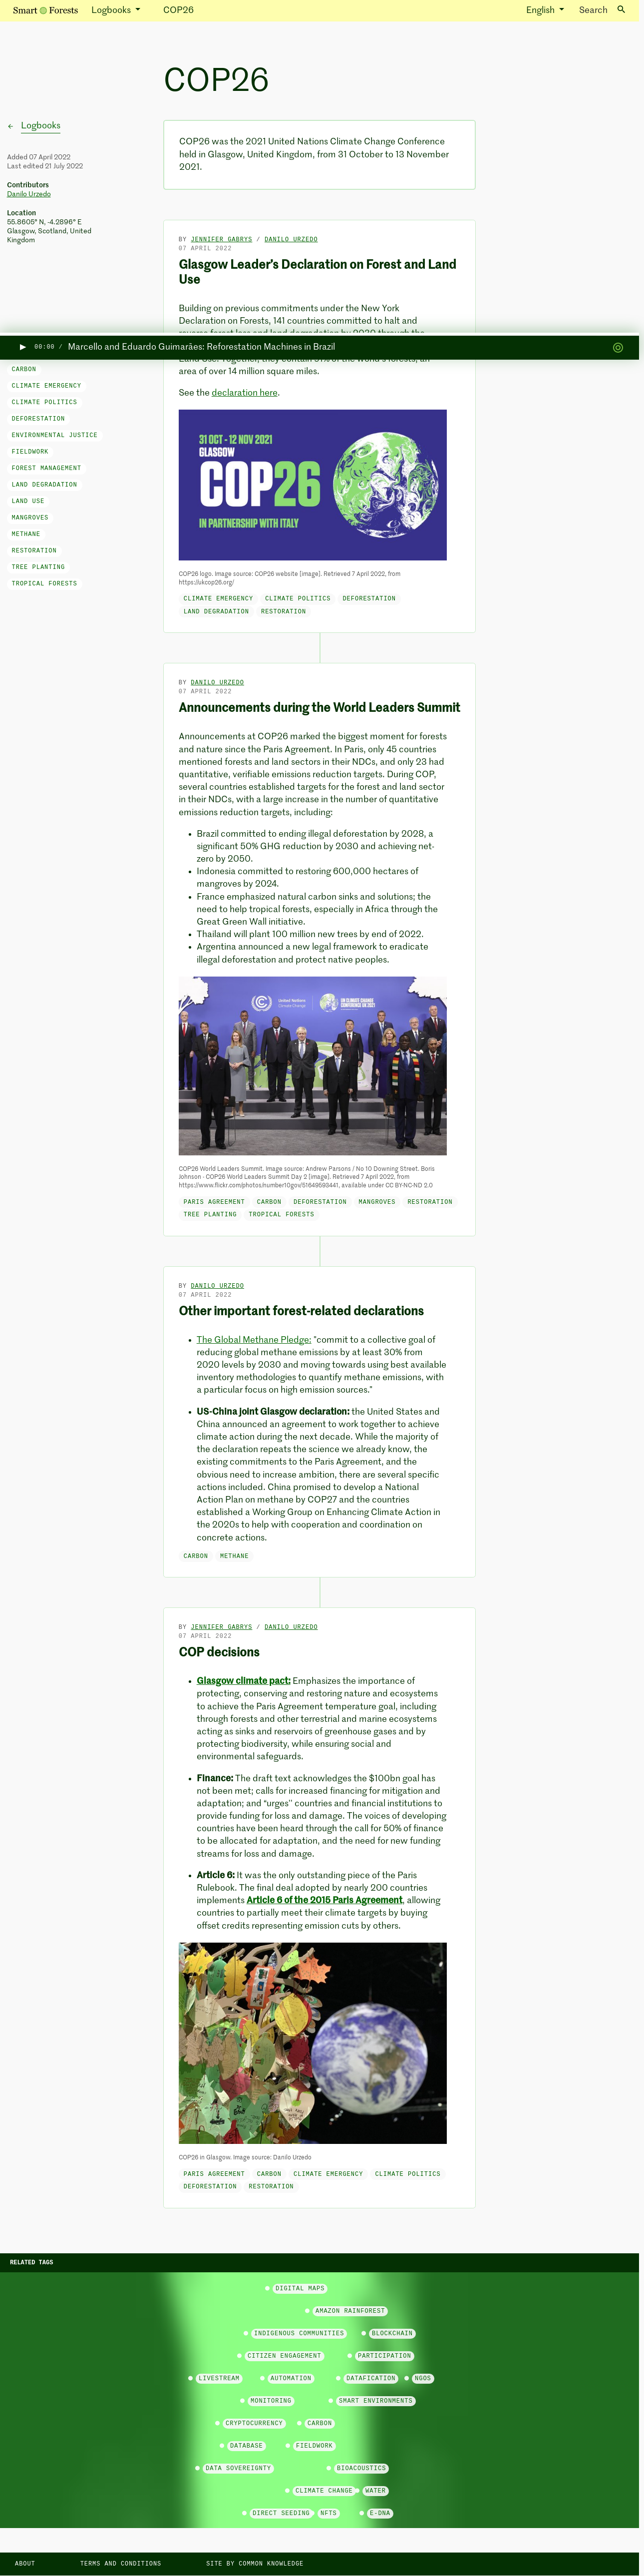 Smart Forests Logbooks COP26 English Search
COP26
← Logbooks
Added 07 April 2022
Last edited 21 July 2022
Contributors
Danilo Urzedo
Location
55.8605° N, -4.2896° E
Glasgow, Scotland, United
Kingdom
COP26 was the 2021 United Nations Climate Change Conference
held in Glasgow, United Kingdom, from 31 October to 13 November
2021.
BY JENNIFER GABRYS / DANILO URZEDO
07 APRIL 2022
Glasgow Leader's Declaration on Forest and Land
Use
Building on previous commitments under the New York
Declaration on Forests, 141 countries committed to halt and
00:00 / Marcello and Eduardo Guimarães: Reforestation Machines in Brazil
area of over 14 million square miles.
See the declaration here.
CARBON
CLIMATE EMERGENCY
CLIMATE POLITICS
DEFORESTATION
ENVIRONMENTAL JUSTICE
FIELDWORK
FOREST MANAGEMENT
LAND DEGRADATION
LAND USE
MANGROVES
METHANE
RESTORATION
TREE PLANTING
TROPICAL FORESTS
31 OCT - 12 NOV 2021
GLASGOW
COP26
IN PARTNERSHIP WITH ITALY
COP26 logo. Image source: COP26 website [image]. Retrieved 7 April 2022, from
https://ukcop26.org/
CLIMATE EMERGENCY CLIMATE POLITICS DEFORESTATION
LAND DEGRADATION RESTORATION
BY DANILO URZEDO
07 APRIL 2022
Announcements during the World Leaders Summit
Announcements at COP26 marked the biggest moment for forests
and nature since the Paris Agreement. In Paris, only 45 countries
mentioned forests and land sectors in their NDCs, and only 23 had
quantitative, verifiable emissions reduction targets. During COP,
several countries established targets for the forest and land sector
in their NDCs, with a large increase in the number of quantitative
emissions reduction targets, including:
• Brazil committed to ending illegal deforestation by 2028, a
significant 50% GHG reduction by 2030 and achieving net-
zero by 2050.
• Indonesia committed to restoring 600,000 hectares of
mangroves by 2024.
• France emphasized natural carbon sinks and solutions; the
need to help tropical forests, especially in Africa through the
Great Green Wall initiative.
• Thailand will plant 100 million new trees by end of 2022.
• Argentina announced a new legal framework to eradicate
illegal deforestation and protect native peoples.
COP26 World Leaders Summit. Image source: Andrew Parsons / No 10 Downing Street. Boris
Johnson - COP26 World Leaders Summit Day 2 [image]. Retrieved 7 April 2022, from
https://www.flickr.com/photos/number10gov/51649593441. available under CC BY-NC-ND 2.0
PARIS AGREEMENT CARBON DEFORESTATION MANGROVES RESTORATION
TREE PLANTING TROPICAL FORESTS
BY DANILO URZEDO
07 APRIL 2022
Other important forest-related declarations
• The Global Methane Pledge: "commit to a collective goal of
reducing global methane emissions by at least 30% from
2020 levels by 2030 and moving towards using best available
inventory methodologies to quantify methane emissions, with
a particular focus on high emission sources."
• US-China joint Glasgow declaration: the United States and
China announced an agreement to work together to achieve
climate action during the next decade. While the majority of
the declaration repeats the science we already know, the
existing commitments to the Paris Agreement, and the
obvious need to increase ambition, there are several specific
actions included. China promised to develop a National
Action Plan on methane by COP27 and the countries
established a Working Group on Enhancing Climate Action in
the 2020s to help with cooperation and coordination on
concrete actions.
CARBON METHANE
BY JENNIFER GABRYS / DANILO URZEDO
07 APRIL 2022
COP decisions
• Glasgow climate pact: Emphasizes the importance of
protecting, conserving and restoring nature and ecosystems
to achieve the Paris Agreement temperature goal, including
through forests and other terrestrial and marine ecosystems
acting as sinks and reservoirs of greenhouse gases and by
protecting biodiversity, while ensuring social and
environmental safeguards.
• Finance: The draft text acknowledges the $100bn goal has
not been met; calls for increased financing for mitigation and
adaptation; and "urges" countries and financial institutions to
provide funding for loss and damage. The voices of developing
countries have been heard through the call for 50% of finance
to be allocated for adaptation, and the need for new funding
streams for loss and damage.
• Article 6: It was the only outstanding piece of the Paris
Rulebook. The final deal adopted by nearly 200 countries
implements Article 6 of the 2015 Paris Agreement, allowing
countries to partially meet their climate targets by buying
offset credits representing emission cuts by others.
COP26 in Glasgow. Image source: Danilo Urzedo
PARIS AGREEMENT CARBON CLIMATE EMERGENCY CLIMATE POLITICS
DEFORESTATION RESTORATION
RELATED TAGS
DIGITAL MAPS
AMAZON RAINFOREST
INDIGENOUS COMMUNITIES BLOCKCHAIN
CITIZEN ENGAGEMENT PARTICIPATION
LIVESTREAM AUTOMATION DATAFICATION NGOS
MONITORING SMART ENVIRONMENTS
CRYPTOCURRENCY CARBON
DATABASE FIELDWORK
DATA SOVEREIGNTY BIOACOUSTICS
CLIMATE CHANGE WATER
DIRECT SEEDING NFTS E-DNA
ABOUT TERMS AND CONDITIONS SITE BY COMMON KNOWLEDGE